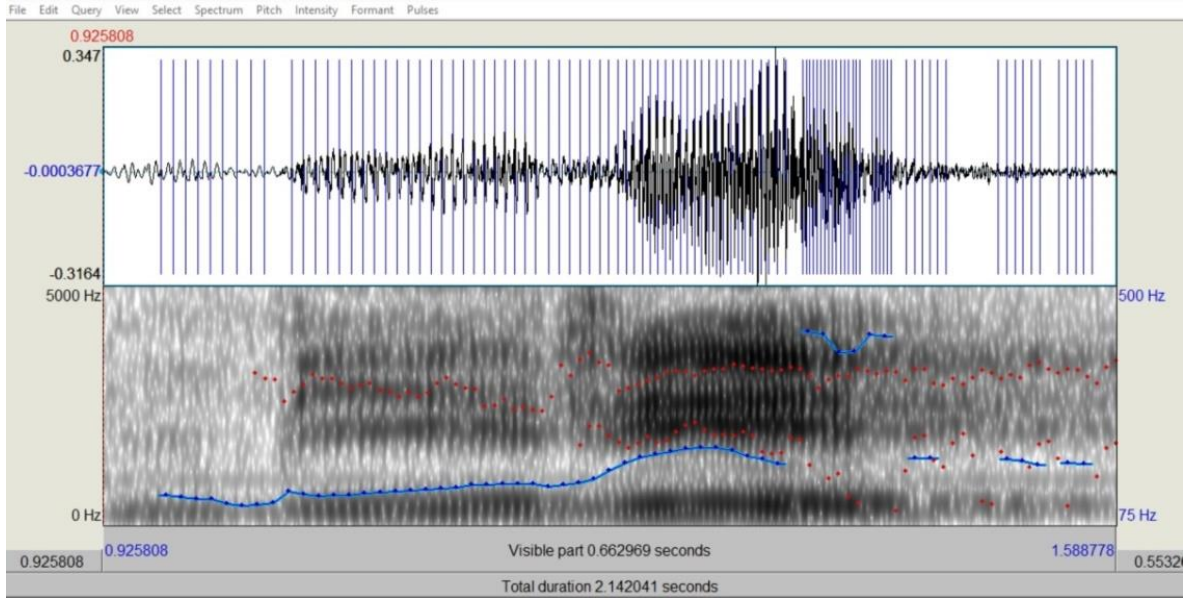 File Edit Query View Select Spectrum Pitch Intensity Formant Pulses
0.925808
0.347
-0.0003677
-0.3164
5000 Hz
500 Hz
0 Hz
75 Hz
0.925808
0.925808
Visible part 0.662969 seconds
1.588778
0.5532
Total duration 2.142041 seconds